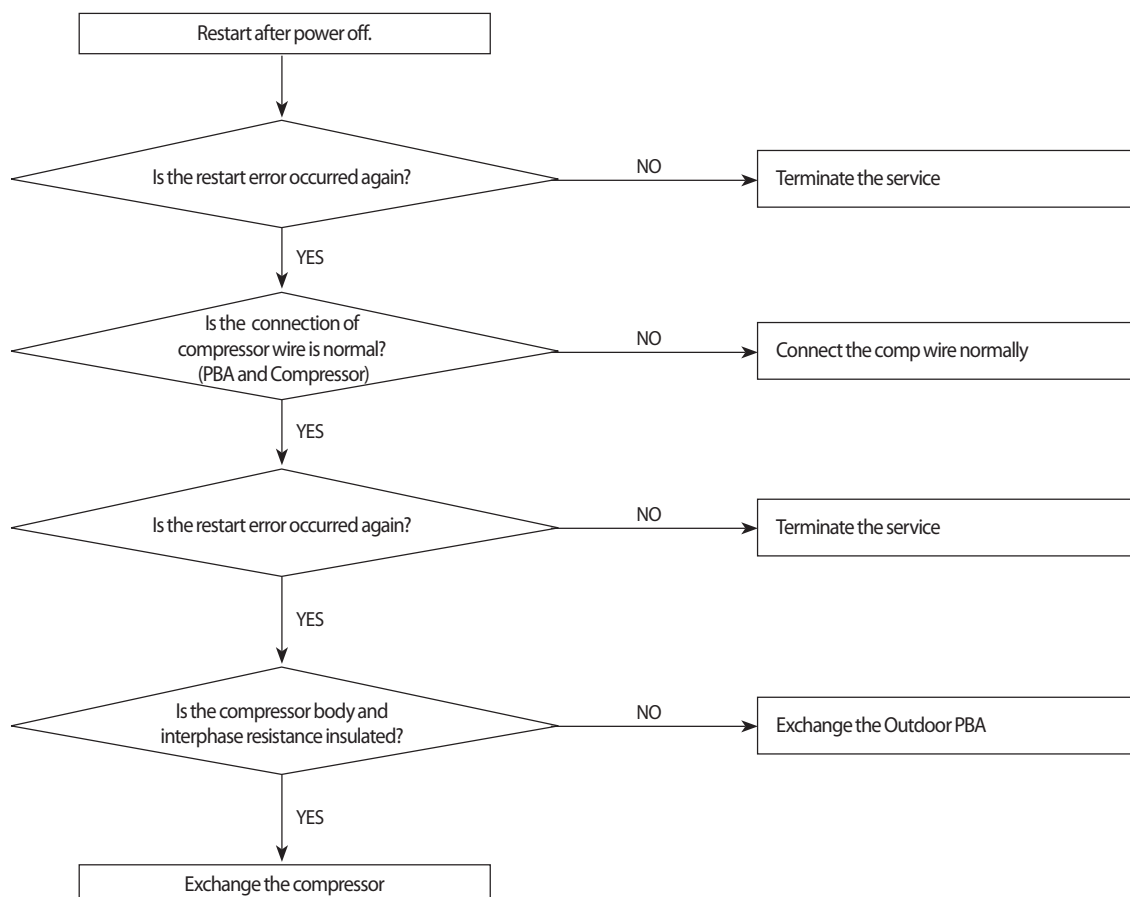 Restart after power off.
Is the restart error occurred again?
NO
Terminate the service
YES
Is the connection of
compressor wire is normal?
(PBA and Compressor)
NO
Connect the comp wire normally
YES
Is the restart error occurred again?
NO
Terminate the service
YES
Is the compressor body and
interphase resistance insulated?
NO
Exchange the Outdoor PBA
YES
Exchange the compressor